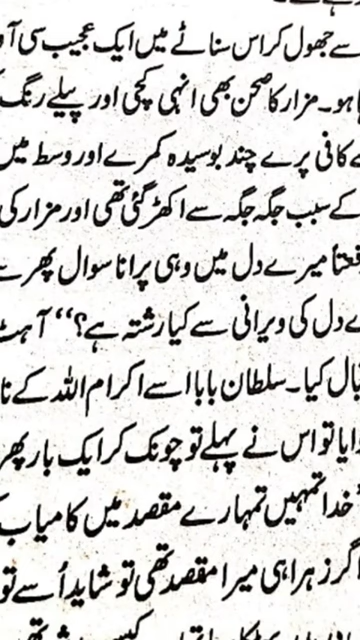 سے جھول کر اس سناٹے میں ایک عجیب سی آو
ہو۔ مزار کا صحن بھی انہی کچی اور پیلے رنگ
کافی پرے چند بوسیدہ کمرے اور وسط میں
کے سبب جگہ جگہ سے اکھڑ گئی تھی اور مزار کی
میرے دل میں وہی پرانا سوال پھر سے
دل کی ویرانی سے کیا رشتہ ہے؟‘‘ آہٹ
کیا۔ سلطان بابا اسے اکرام اللہ کے نا
تو اس نے پہلے تو چونک کر ایک بار پھر
خدا تمہیں تمہارے مقصد میں کامیاب
اگر زہرا ہی میرا مقصد تھی تو شاید اُسے تو